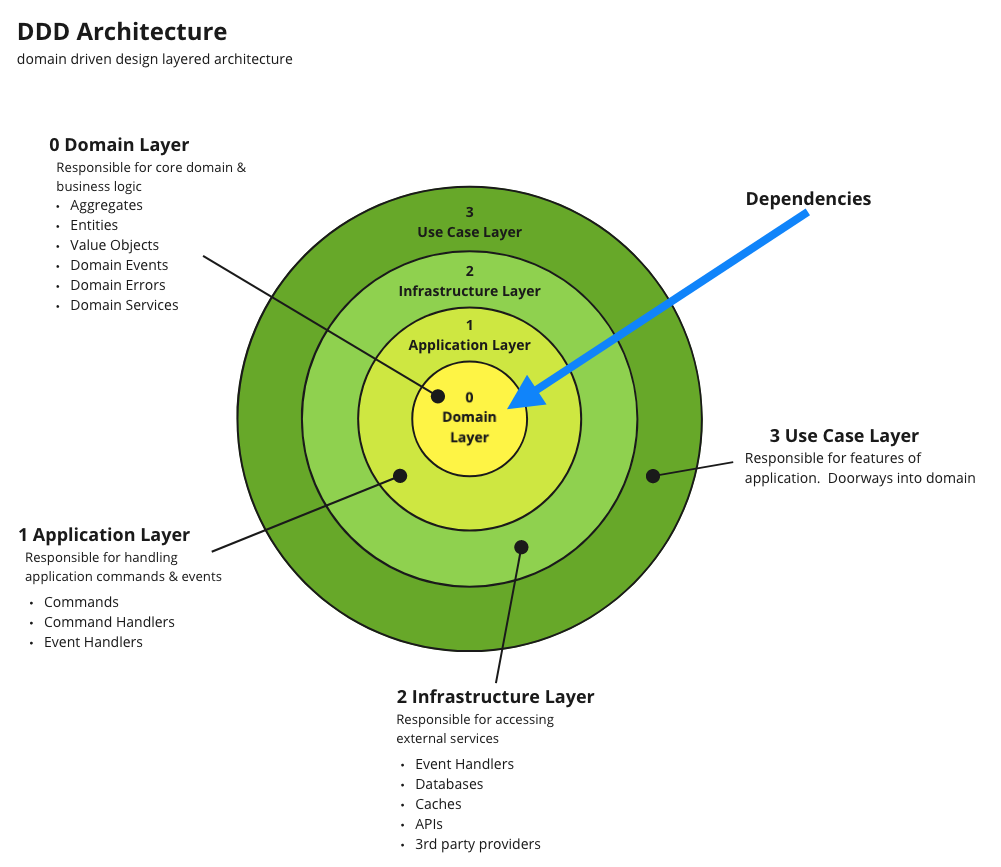 DDD Architecture
domain driven design layered architecture
0 Domain Layer
Responsible for core domain &
business logic
• Aggregates
• Entities
• Value Objects
• Domain Events
• Domain Errors
• Domain Services
Dependencies
3
Use Case Layer
2
Infrastructure Layer
1
Application Layer
0
Domain
Layer
3 Use Case Layer
Responsible for features of
application.  Doorways into domain
1 Application Layer
Responsible for handling
application commands & events
• Commands
• Command Handlers
• Event Handlers
2 Infrastructure Layer
Responsible for accessing
external services
• Event Handlers
• Databases
• Caches
• APIs
• 3rd party providers